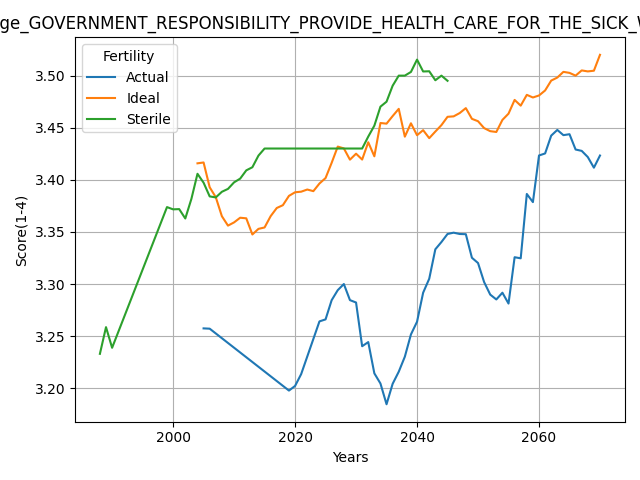 ge_GOVERNMENT_RESPONSIBILITY_PROVIDE_HEALTH_CARE_FOR_THE_SICK_
Fertility
Actual
Ideal
Sterile
3.50
3.45
3.40
3.35
3.30
3.25
3.20
Score(1-4)
2000 2020 2040 2060
Years